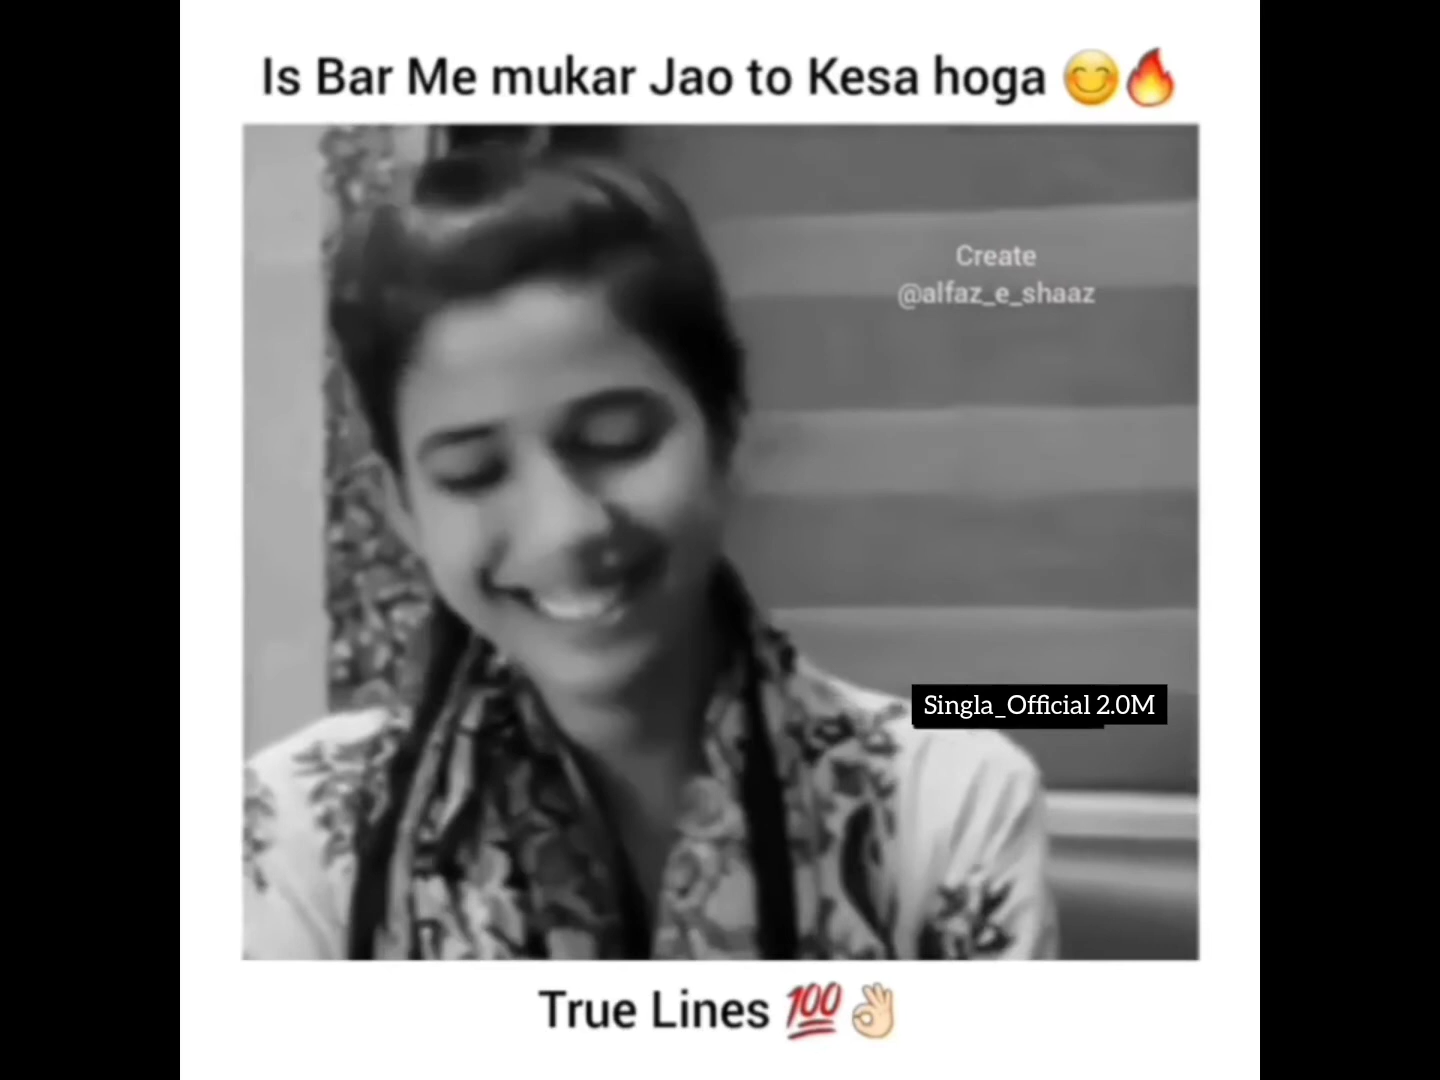 Is Bar Me mukar Jao to Kesa hoga 😊🔥
Create
@alfaz_e_shaaz
Singla_Official 2.0M
True Lines 💯👌🏻